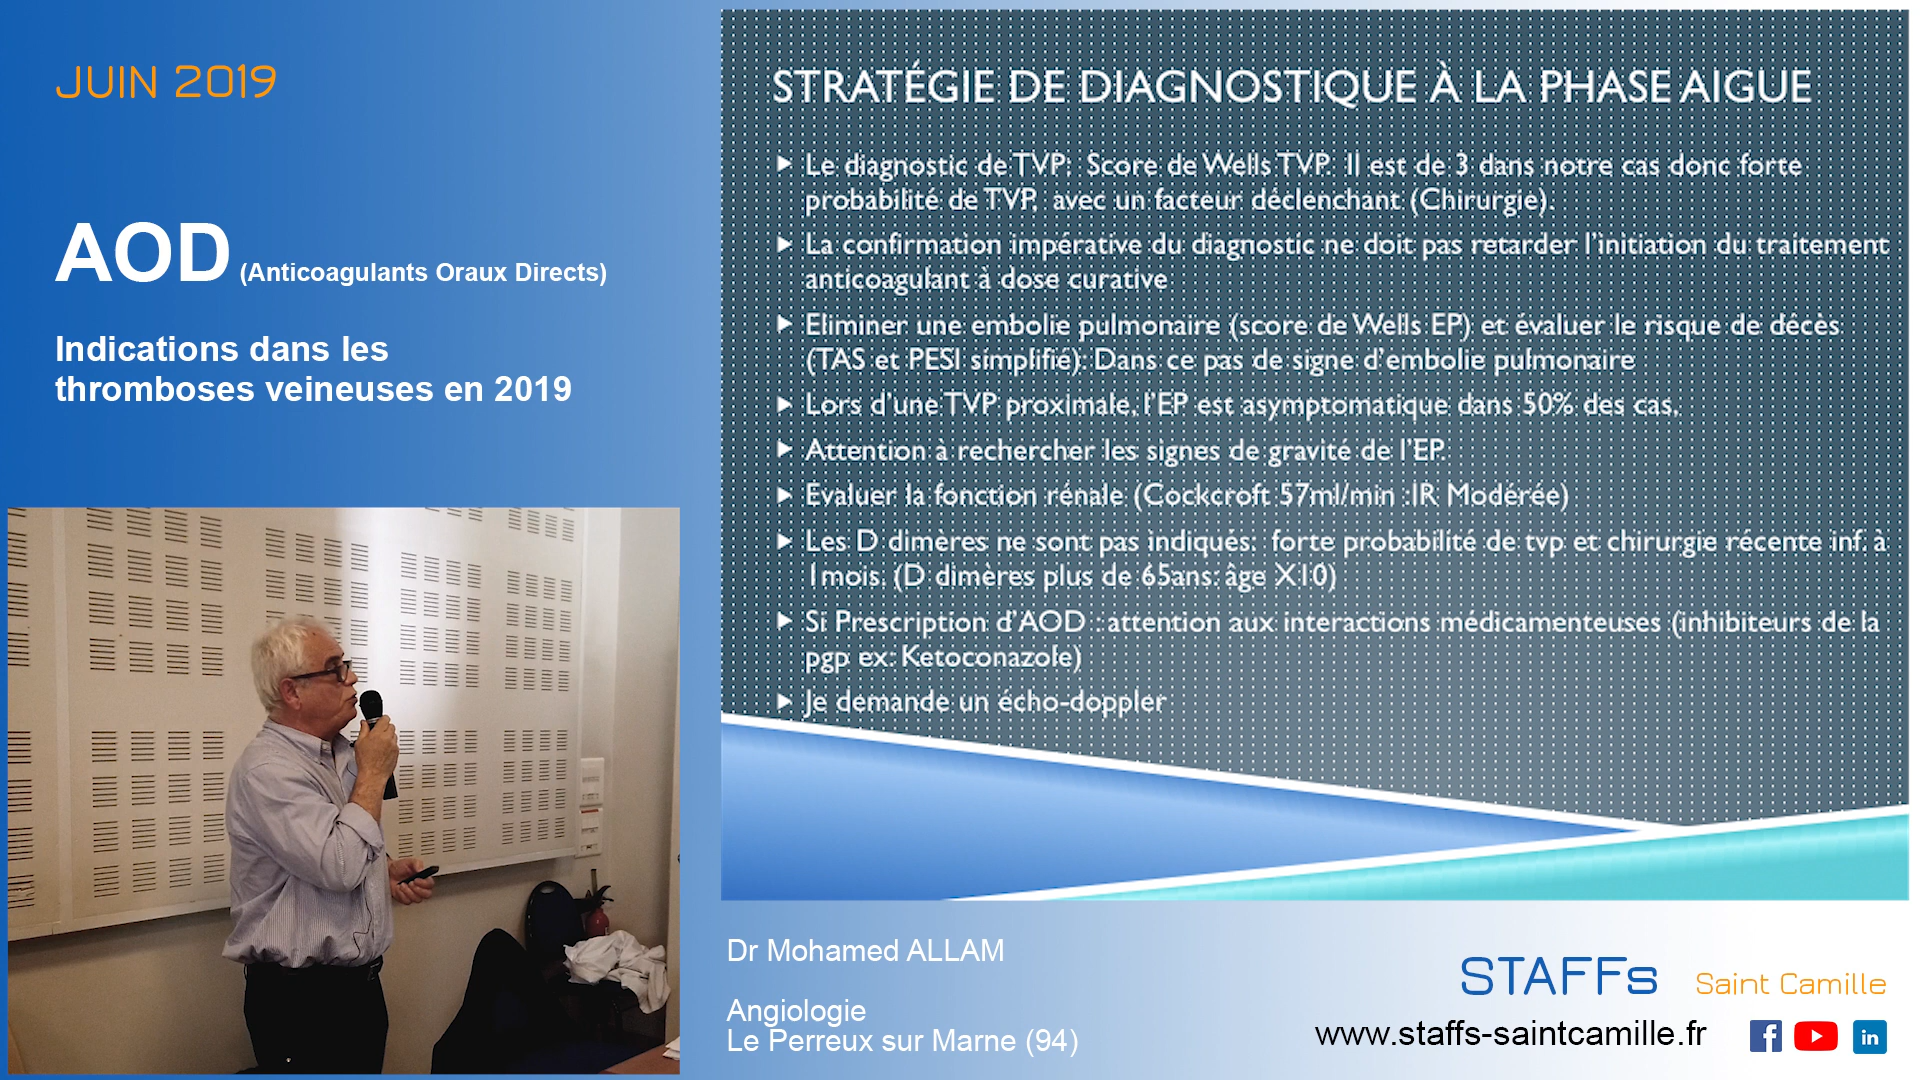 JUIN 2019
AOD (Anticoagulants Oraux Directs)
Indications dans les
thromboses veineuses en 2019
STRATÉGIE DE DIAGNOSTIQUE À LA PHASE AIGUE
Le diagnostic de TVP: Score de Wells TVP. Il est de 3 dans notre cas donc forte
probabilité de TVP, avec un facteur déclenchant (Chirurgie).
La confirmation impérative du diagnostic ne doit pas retarder l'initiation du traitement
anticoagulant à dose curative
Eliminer une embolie pulmonaire (score de Wells EP) et évaluer le risque de décès
(TAS et PESI simplifié): Dans ce pas de signe d'embolie pulmonaire
Lors d'une TVP proximale, l'EP est asymptomatique dans 50% des cas,
Attention à rechercher les signes de gravité de l'EP.
Evaluer la fonction rénale (Cockcroft 57ml/min :IR Modérée)
Les D dimères ne sont pas indiqués: forte probabilité de tvp et chirurgie récente inf. à
1mois. (D dimères plus de 65ans: âge X10)
Si Prescription d'AOD : attention aux interactions médicamenteuses (inhibiteurs de la
pgp ex: Ketoconazole)
Je demande un écho-doppler
Dr Mohamed ALLAM
Angiologie
Le Perreux sur Marne (94)
STAFFs Saint Camille
www.staffs-saintcamille.fr